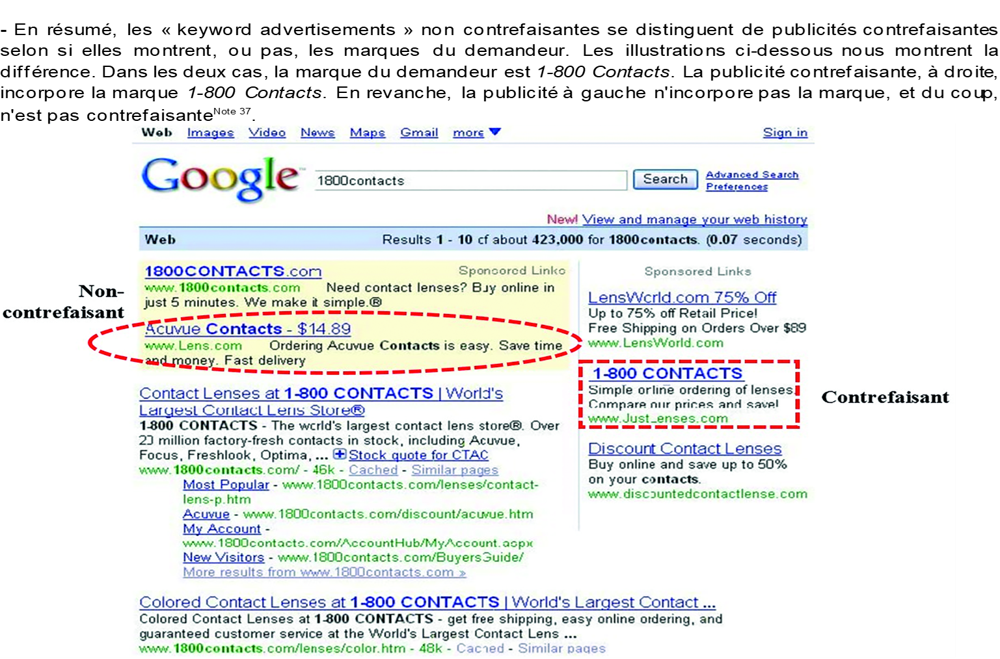 - En résumé, les « keyword advertisements » non contrefaisantes se distinguent de publicités contrefaisantes
selon si elles montrent, ou pas, les marques du demandeur. Les illustrations ci-dessous nous montrent la
différence. Dans les deux cas, la marque du demandeur est 1-800 Contacts. La publicité contrefaisante, à droite,
incorpore la marque 1-800 Contacts. En revanche, la publicité à gauche n'incorpore pas la marque, et du coup,
n'est pas contrefaisante Note 37.
Web Images Video News Maps Gmail more Sign in
Google 1800contacts Search Advanced Search
Preferences
New! View and manage your web history
Web Results 1 - 10 of about 423,000 for 1800contacts. (0.07 seconds)
Non-
contrefaisant
1800CONTACTS.com Sponsored Links
www.1800contacts.com Need contact lenses? Buy online in
just 5 minutes. We make it simple.®
Acuvue Contacts - $14.89
www.Lens.com Ordering Acuvue Contacts is easy. Save time
and money. Fast delivery
Contact Lenses at 1-800 CONTACTS | World's
Largest Contact Lens Store®
1-800 CONTACTS - The world's largest contact lens store®. Over
20 million factory-fresh contacts in stock, including Acuvue,
Focus, Freshlook, Optima, ... Stock quote for CTAC
www.1800contacts.com/ - 46k - Cached - Similar pages
Most Popular - www.1800contacts.com/lenses/contact-
lens-p.htm
Acuvue - www.1800contacts.com/discount/acuvue.htm
My Account -
www.1800contacts.com/AccountHub/MyAccount.aspx
New Visitors - www.1800contacts.com/BuyersGuide/
More results from www.1800contacts.com »
Colored Contact Lenses at 1-800 CONTACTS | World's Largest Contact ...
Colored Contact Lenses at 1-800 CONTACTS - get free shipping, easy online ordering, and
guaranteed customer service at the World's Largest Contact Lens ...
www.1800contacts.com/lenses/color.htm - 48k - Cached - Similar pages
Sponsored Links
LensWorld.com 75% Off
Up to 75% off Retail Price!
Free Shipping on Orders Over $89
www.LensWorld.com
1-800 CONTACTS
Simple online ordering of lenses.
Compare our prices and save!
www.JustLenses.com
Contrefaisant
Discount Contact Lenses
Buy online and save up to 50%
on your contacts.
www.discountedcontactlense.com